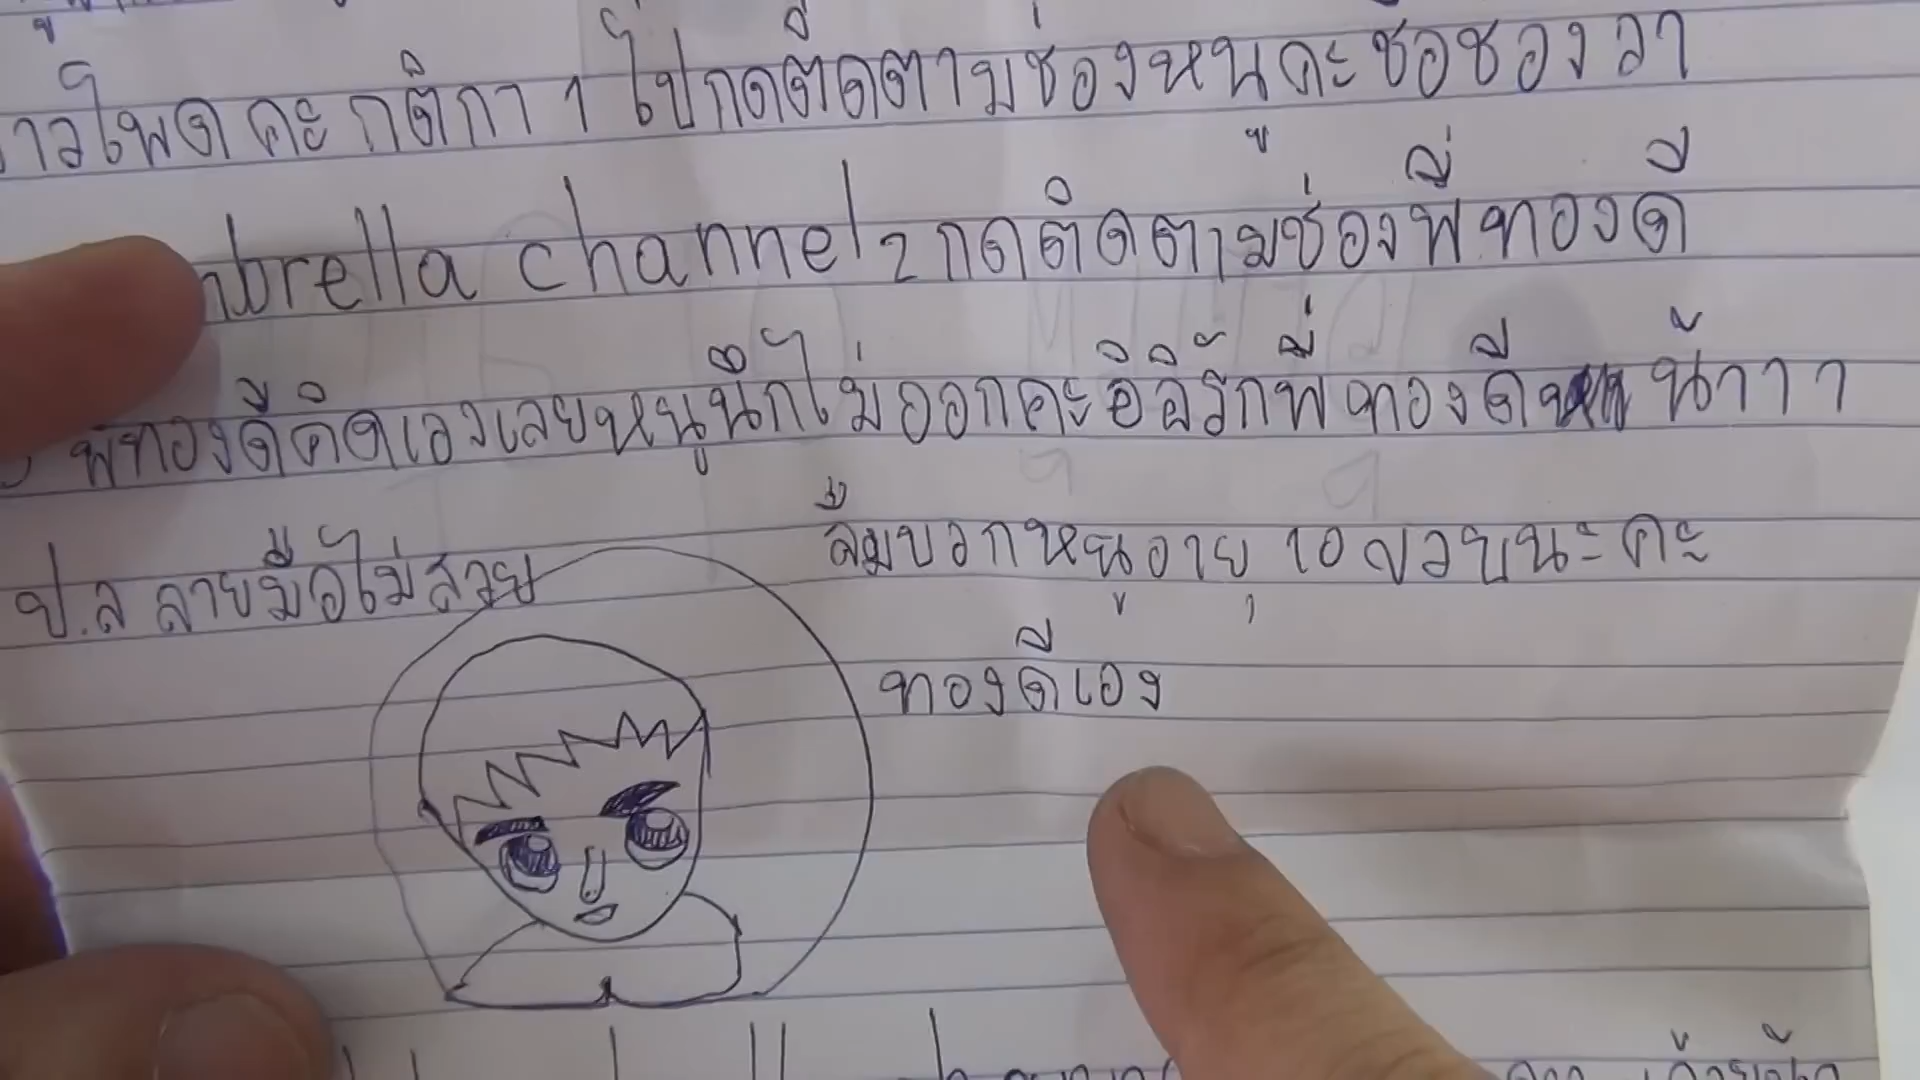 าวโพด คะ กติกา 1 ไปกดตืดตามช่องหนูคะ ชือชอง วา
mbrella channel 2 กดติดตามช่องพี่ทองดี
พี่ทองดีคิดเองเลยหนูนึกไม่ออกคะอิอิรักพี่ทองดี น้าาา
ป.ล ลายมือไม่สวย
ลืมบวกหนูอายุ 10 ขวบนะคะ
ทองดีเอง